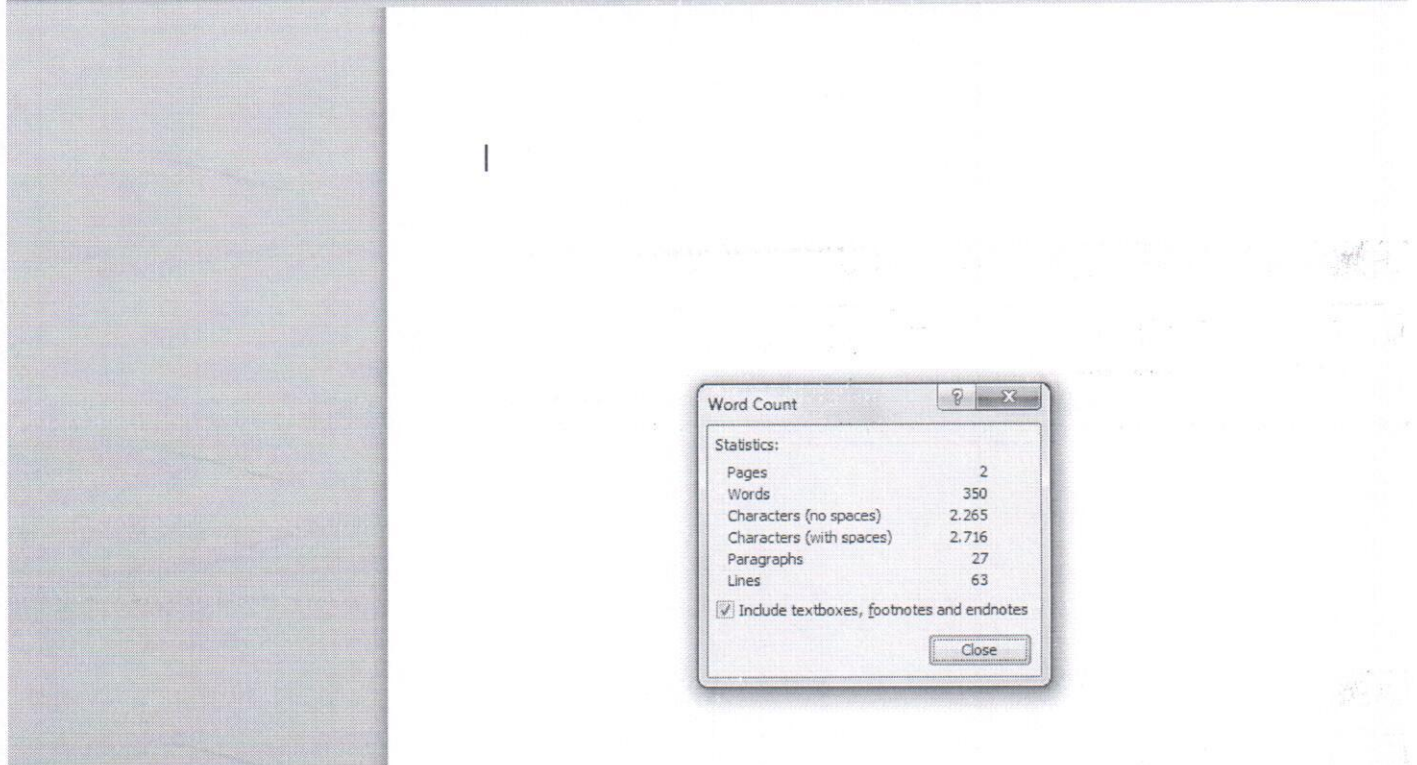 Word Count
Statistics:
Pages 2
Words 350
Characters (no spaces) 2.265
Characters (with spaces) 2.716
Paragraphs 27
Lines 63
Include textboxes, footnotes and endnotes
Close